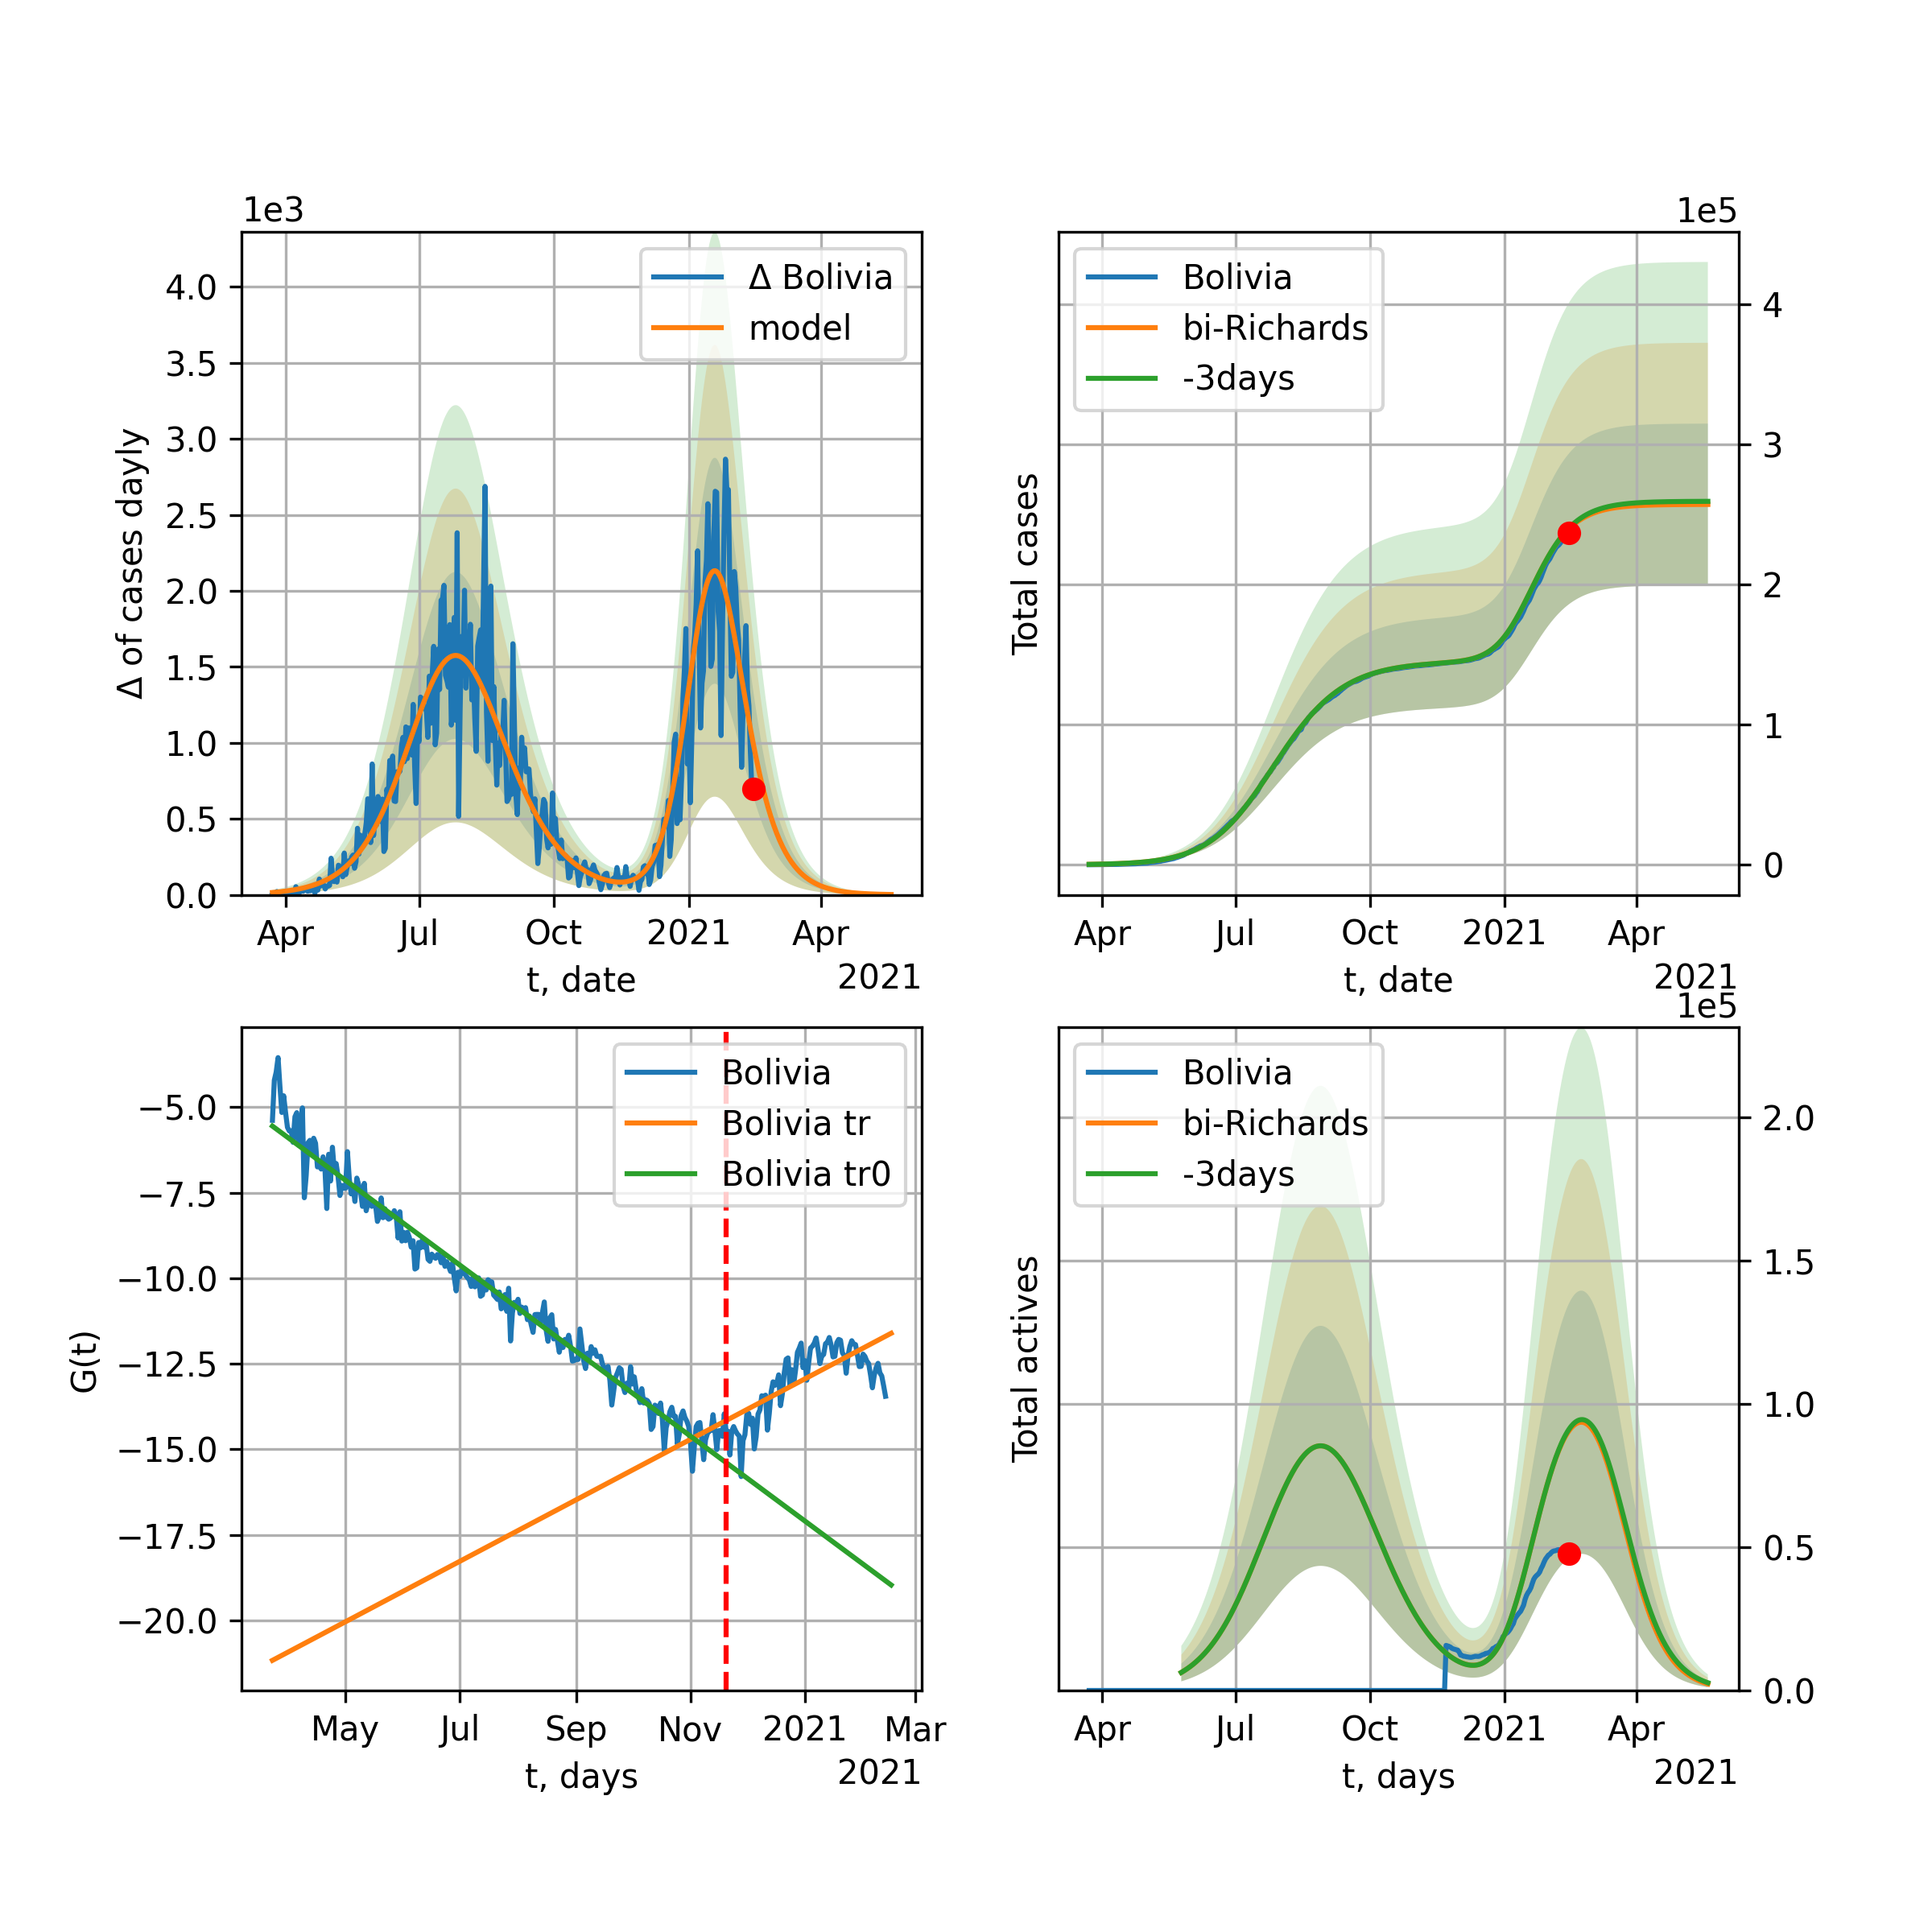 1e3
Δ of cases dayly
4.0
3.5
3.0
2.5
2.0
1.5
1.0
0.5
0.0
Δ Bolivia
model
Apr Jul Oct 2021 Apr
t, date
2021
1e5
Total cases
Bolivia
bi-Richards
-3days
4
3
2
1
0
Apr Jul Oct 2021 Apr
t, date
2021
G(t)
−5.0
−7.5
−10.0
−12.5
−15.0
−17.5
−20.0
Bolivia
Bolivia tr
Bolivia tr0
May Jul Sep Nov 2021 Mar
t, days
2021
1e5
Total actives
Bolivia
bi-Richards
-3days
2.0
1.5
1.0
0.5
0.0
Apr Jul Oct 2021 Apr
t, days
2021